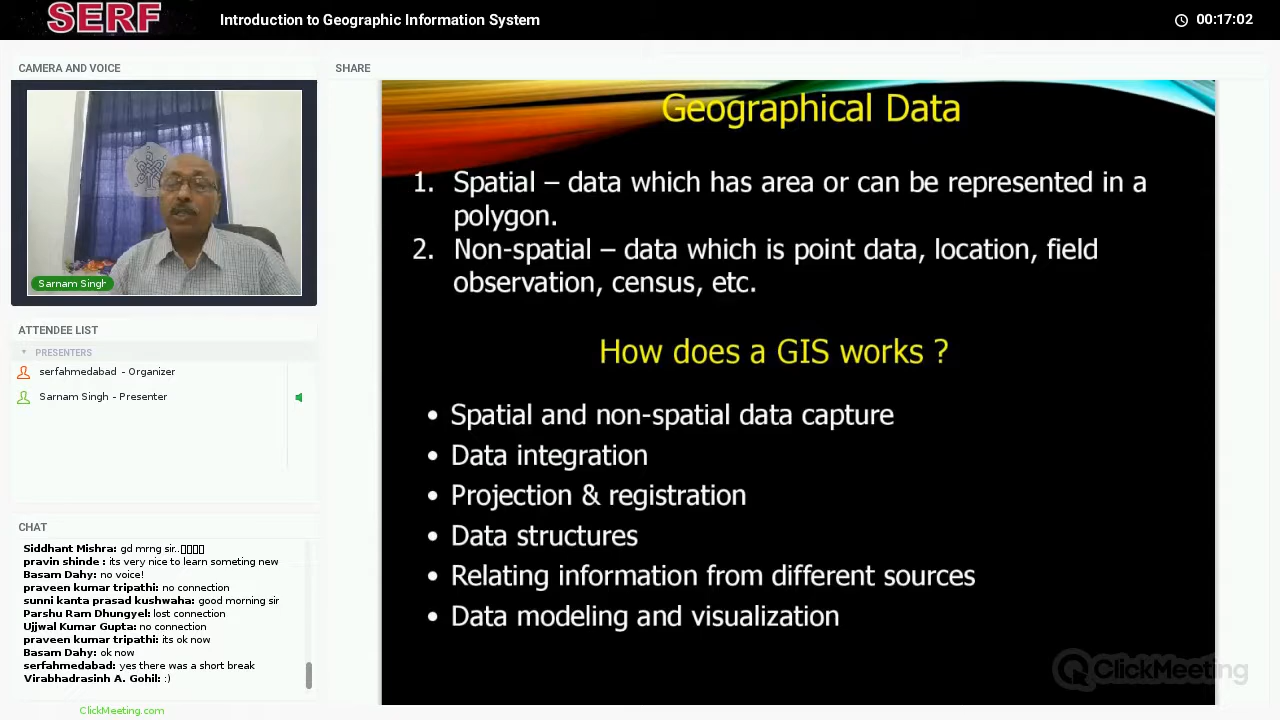 SERF
Introduction to Geographic Information System
00:17:02
CAMERA AND VOICE
Sarnam Singh
ATTENDEE LIST
PRESENTERS
serfahmedabad - Organizer
Sarnam Singh - Presenter
CHAT
Siddhant Mishra: gd mrng sir..
pravin shinde : its very nice to learn someting new
Basam Dahy: no voice!
praveen kumar tripathi: no connection
sunni kanta prasad kushwaha: good morning sir
Parshu Ram Dhungyel: lost connection
Ujjwal Kumar Gupta: no connection
praveen kumar tripathi: its ok now
Basam Dahy: ok now
serfahmedabad: yes there was a short break
Virabhadrasinh A. Gohil: :)
ClickMeeting.com
SHARE
Geographical Data
1. Spatial – data which has area or can be represented in a
polygon.
2. Non-spatial – data which is point data, location, field
observation, census, etc.
How does a GIS works ?
• Spatial and non-spatial data capture
• Data integration
• Projection & registration
• Data structures
• Relating information from different sources
• Data modeling and visualization
ClickMeeting